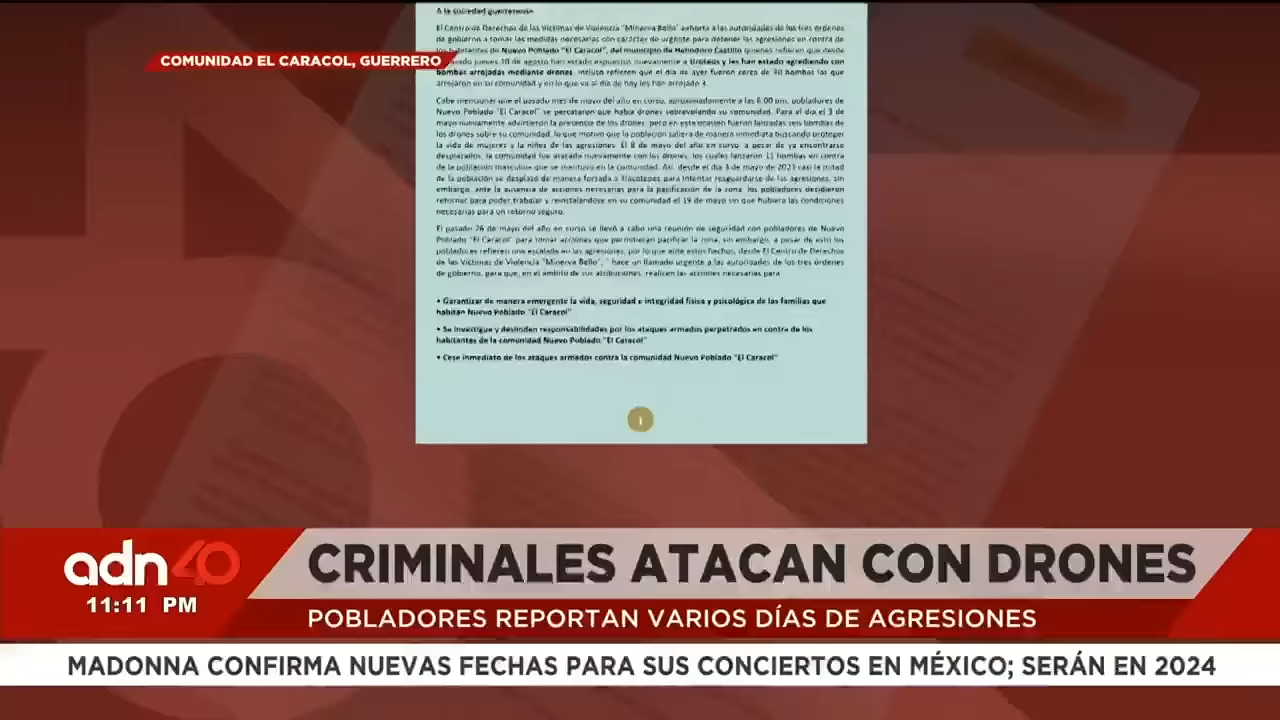 A la sociedad guerrerense
El Centro de Derechos de las Víctimas de Violencia "Minerva Bello" exhorta a las autoridades de los tres órdenes
de gobierno a tomar las medidas necesarias con carácter de urgente para detener las agresiones en contra de
los habitantes de Nuevo Poblado "El Caracol", del municipio de Heliodoro Castillo quienes refieren que desde
pasado jueves 10 de agosto han estado expuestos nuevamente a tiroteos y les han estado agrediendo con
COMUNIDAD EL CARACOL, GUERRERO
bombas arrojadas mediante drones, incluso refieren que el día de ayer fueron cerca de 30 bombas las que
arrojaron en su comunidad y en lo que va al día de hoy les han arrojado 3.
Cabe mencionar que el pasado mes de mayo del año en curso, aproximadamente a las 6:00 pm, pobladores de
Nuevo Poblado "El Caracol" se percataron que había drones sobrevolando su comunidad. Para el día el 3 de
mayo nuevamente advirtieron la presencia de los drones, pero en esta ocasión fueron lanzadas seis bombas de
los drones sobre su comunidad, lo que motivo que la población saliera de manera inmediata buscando proteger
la vida de mujeres y la niñez de las agresiones. El 8 de mayo del año en curso, a pesar de ya encontrarse
desplazados, la comunidad fue atacada nuevamente con los drones, los cuales lanzaron 11 bombas en contra
de la población masculina que se mantuvo en la comunidad. Así, desde el día 3 de mayo de 2023 casi la mitad
de la población se desplazó de manera forzada a Tlacotepec para intentar resguardarse de las agresiones, sin
embargo, ante la ausencia de acciones necesarias para la pacificación de la zona, los pobladores decidieron
retornar para poder trabajar y reinstalándose en su comunidad el 19 de mayo sin que hubiera las condiciones
necesarias para un retorno seguro.
El pasado 26 de mayo del año en curso se llevó a cabo una reunión de seguridad con pobladores de Nuevo
Poblado "El Caracol" para tomar acciones que permitieran pacificar la zona, sin embargo, a pesar de esto los
pobladores refieren una escalada en las agresiones, por lo que ante estos hechos, desde El Centro de Derechos
de las Víctimas de Violencia "Minerva Bello", hace un llamado urgente a las autoridades de los tres órdenes
de gobierno, para que, en el ámbito de sus atribuciones, realicen las acciones necesarias para
• Garantizar de manera emergente la vida, seguridad e integridad física y psicológica de las familias que
habitan Nuevo Poblado "El Caracol"
• Se investigue y deslinden responsabilidades por los ataques armados perpetrados en contra de los
habitantes de la comunidad Nuevo Poblado "El Caracol"
• Cese inmediato de los ataques armados contra la comunidad Nuevo Poblado "El Caracol"
1
adn40
11:11 PM
CRIMINALES ATACAN CON DRONES
POBLADORES REPORTAN VARIOS DÍAS DE AGRESIONES
MADONNA CONFIRMA NUEVAS FECHAS PARA SUS CONCIERTOS EN MÉXICO; SERÁN EN 2024